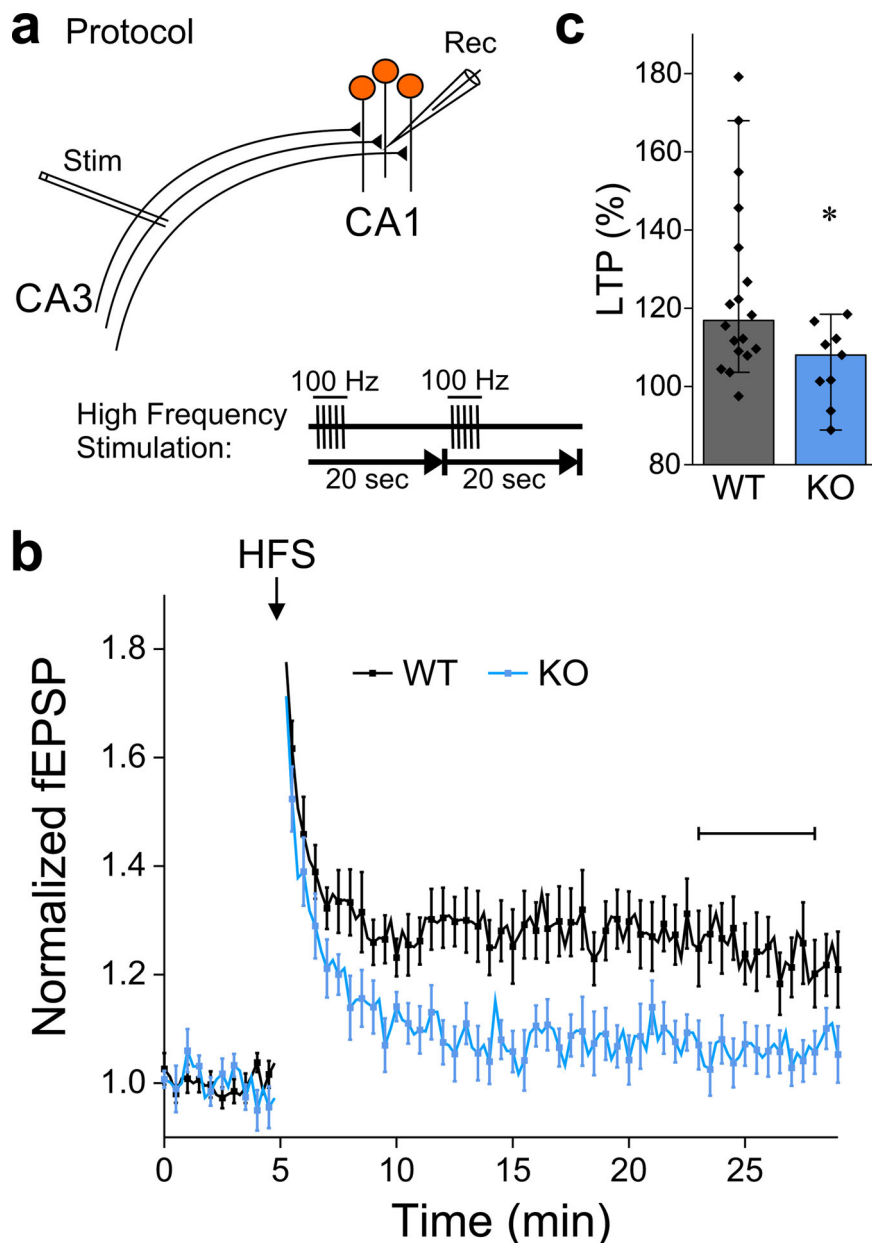 a Protocol
Rec
Stim
CA1
CA3
100 Hz 100 Hz
High Frequency
Stimulation:
20 sec 20 sec
c
LTP (%)
180
160
140
120
100
80
*
WT KO
b
HFS
Normalized fEPSP
1.8
1.6
1.4
1.2
1.0
WT KO
0 5 10 15 20 25
Time (min)